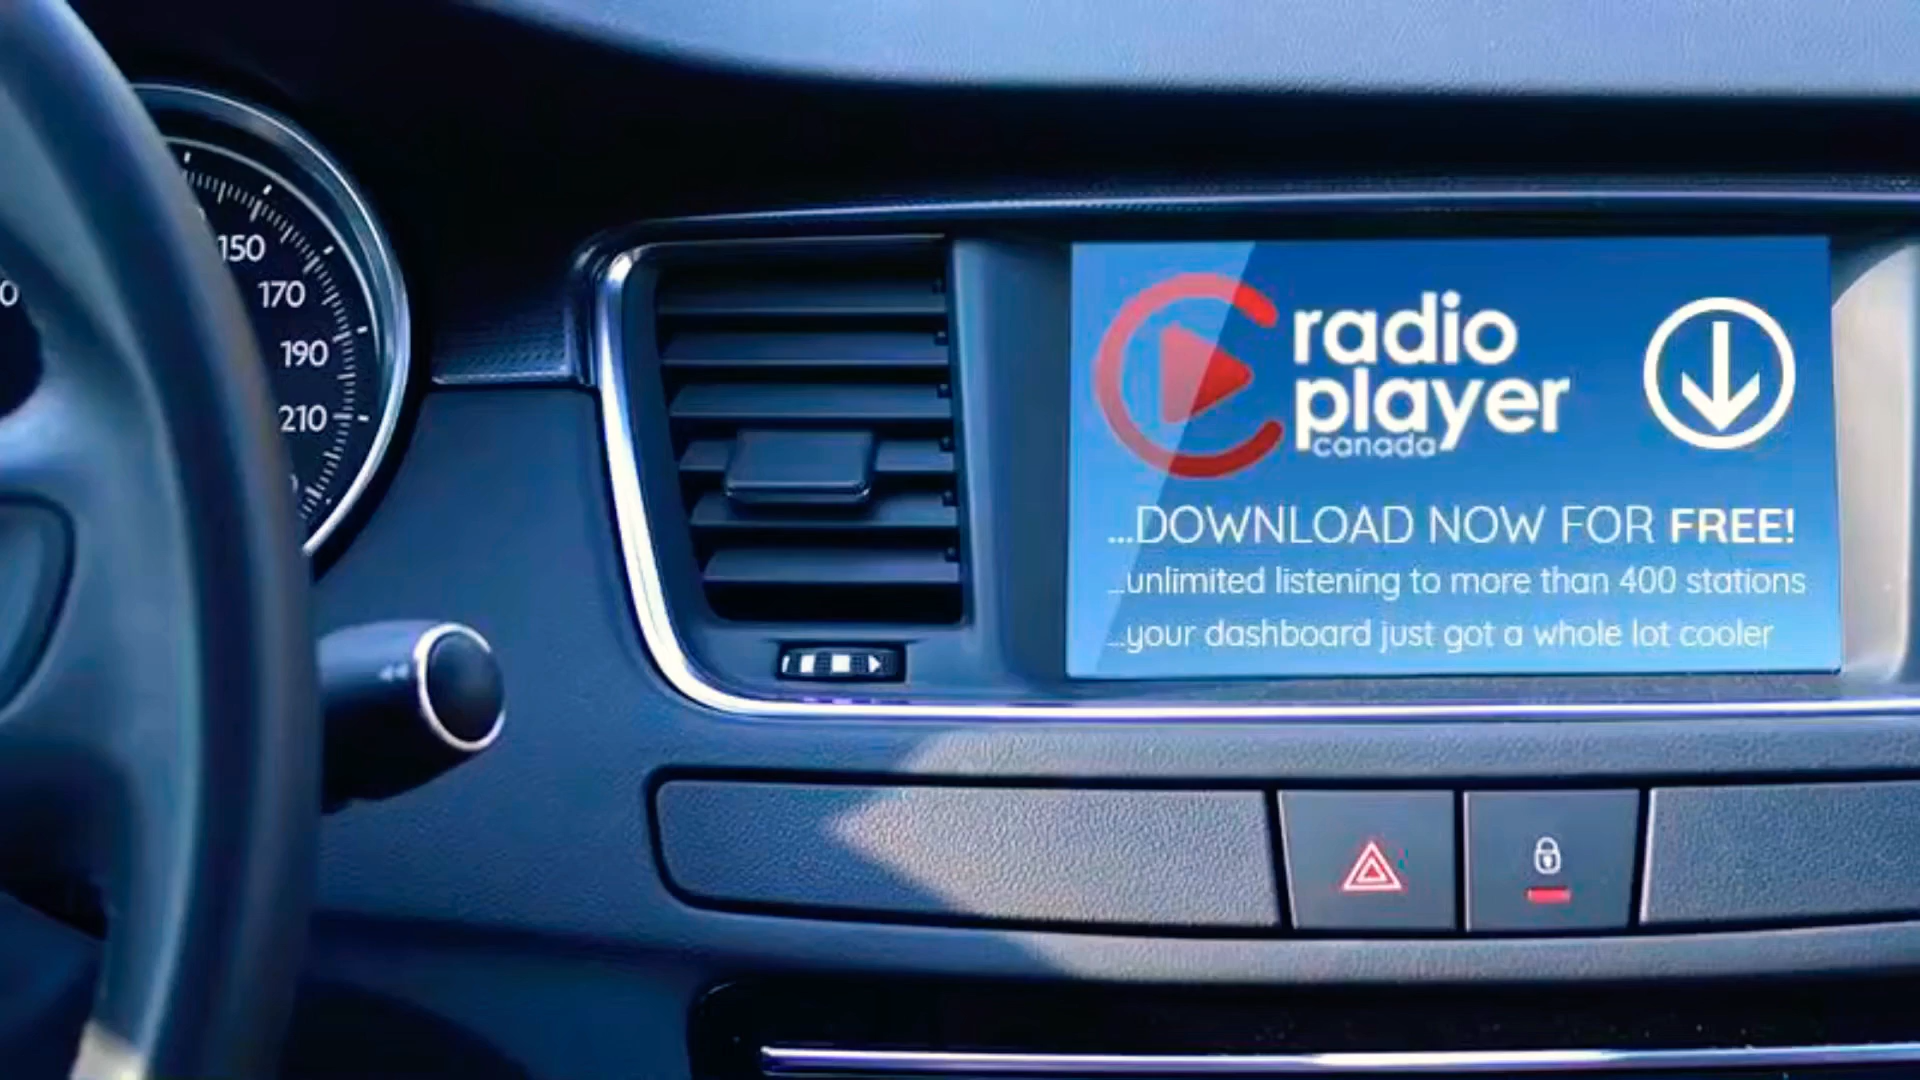 150
170
190
210
0
radio
player
canada
...DOWNLOAD NOW FOR FREE!
...unlimited listening to more than 400 stations
...your dashboard just got a whole lot cooler